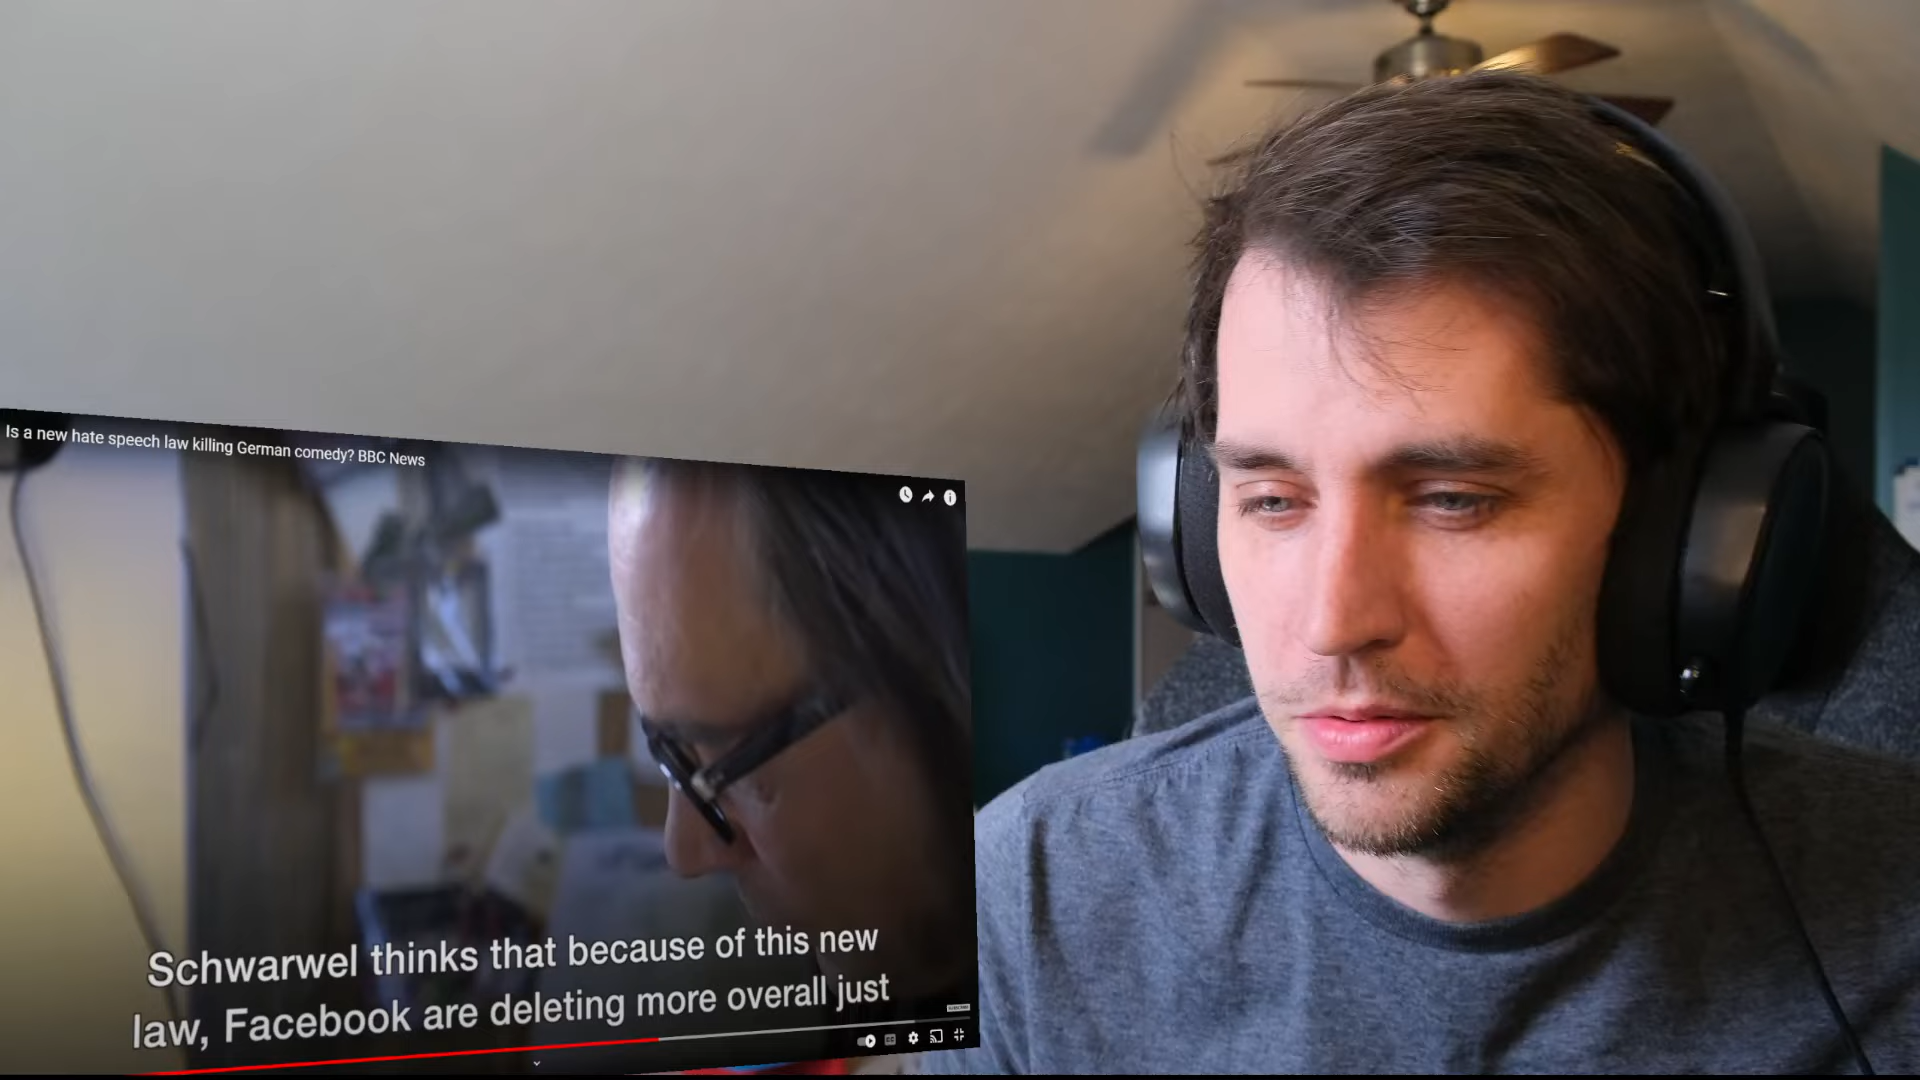 Is a new hate speech law killing German comedy? BBC News
Schwarwel thinks that because of this new
law, Facebook are deleting more overall just